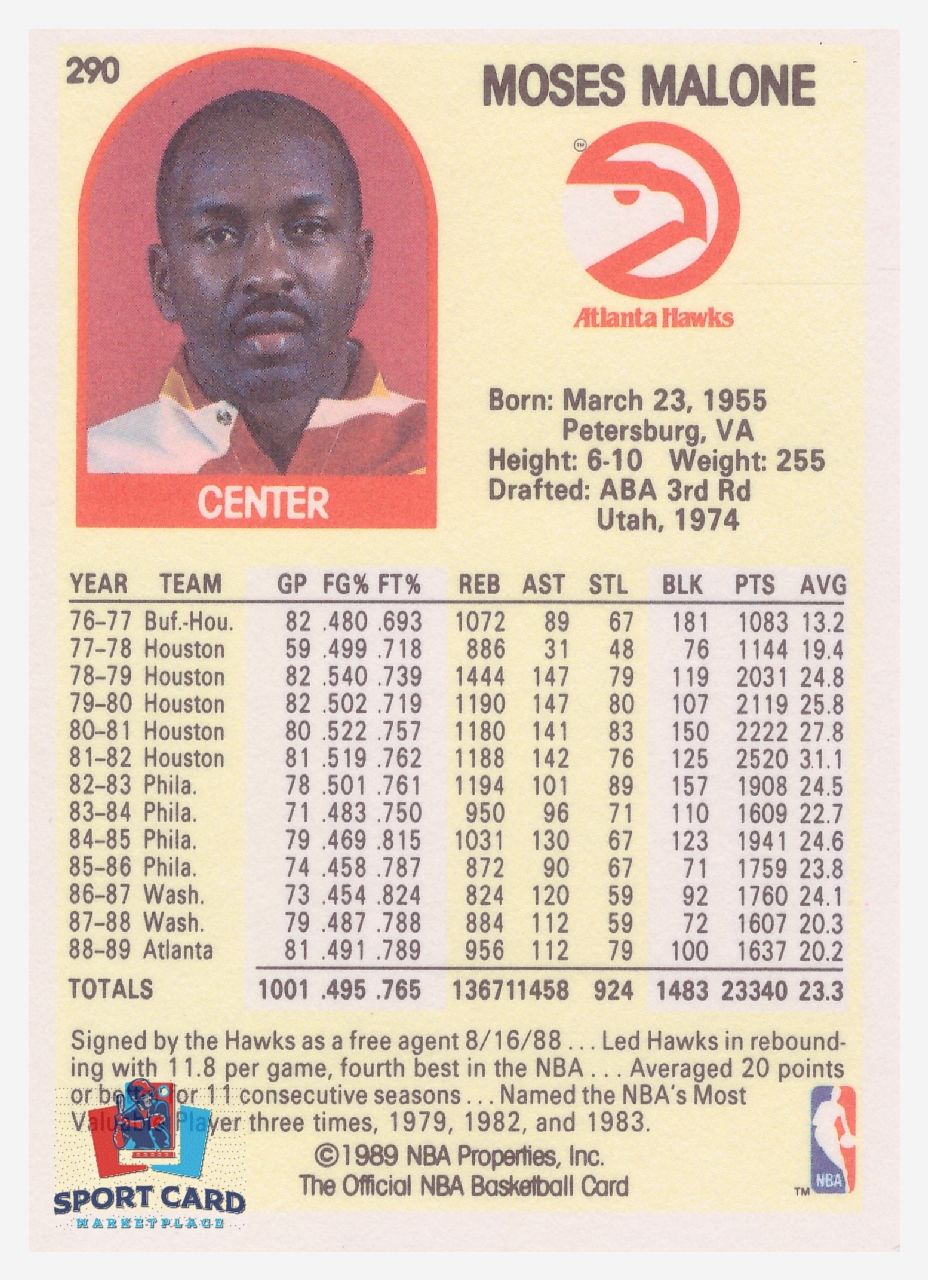 290
MOSES MALONE
TM
Atlanta Hawks
Born: March 23, 1955
Petersburg, VA
Height: 6-10 Weight: 255
Drafted: ABA 3rd Rd
Utah, 1974
CENTER
YEAR TEAM GP FG% FT% REB AST STL BLK PTS AVG
76–77 Buf.-Hou. 82 .480 .693 1072 89 67 181 1083 13.2
77–78 Houston 59 .499 .718 886 31 48 76 1144 19.4
78–79 Houston 82 .540 .739 1444 147 79 119 2031 24.8
79–80 Houston 82 .502 .719 1190 147 80 107 2119 25.8
80–81 Houston 80 .522 .757 1180 141 83 150 2222 27.8
81–82 Houston 81 .519 .762 1188 142 76 125 2520 31.1
82–83 Phila. 78 .501 .761 1194 101 89 157 1908 24.5
83–84 Phila. 71 .483 .750 950 96 71 110 1609 22.7
84–85 Phila. 79 .469 .815 1031 130 67 123 1941 24.6
85–86 Phila. 74 .458 .787 872 90 67 71 1759 23.8
86–87 Wash. 73 .454 .824 824 120 59 92 1760 24.1
87–88 Wash. 79 .487 .788 884 112 59 72 1607 20.3
88–89 Atlanta 81 .491 .789 956 112 79 100 1637 20.2
TOTALS 1001 .495 .765 13671 1458 924 1483 23340 23.3
Signed by the Hawks as a free agent 8/16/88 . . . Led Hawks in rebound-
ing with 11.8 per game, fourth best in the NBA . . . Averaged 20 points
or 11 consecutive seasons . . . Named the NBA's Most
Valuable Player three times, 1979, 1982, and 1983.
©1989 NBA Properties, Inc.
The Official NBA Basketball Card
TM NBA
SPORT CARD
MARKETPLACE